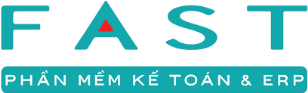 FAST
PHẦN MỀM KẾ TOÁN & ERP